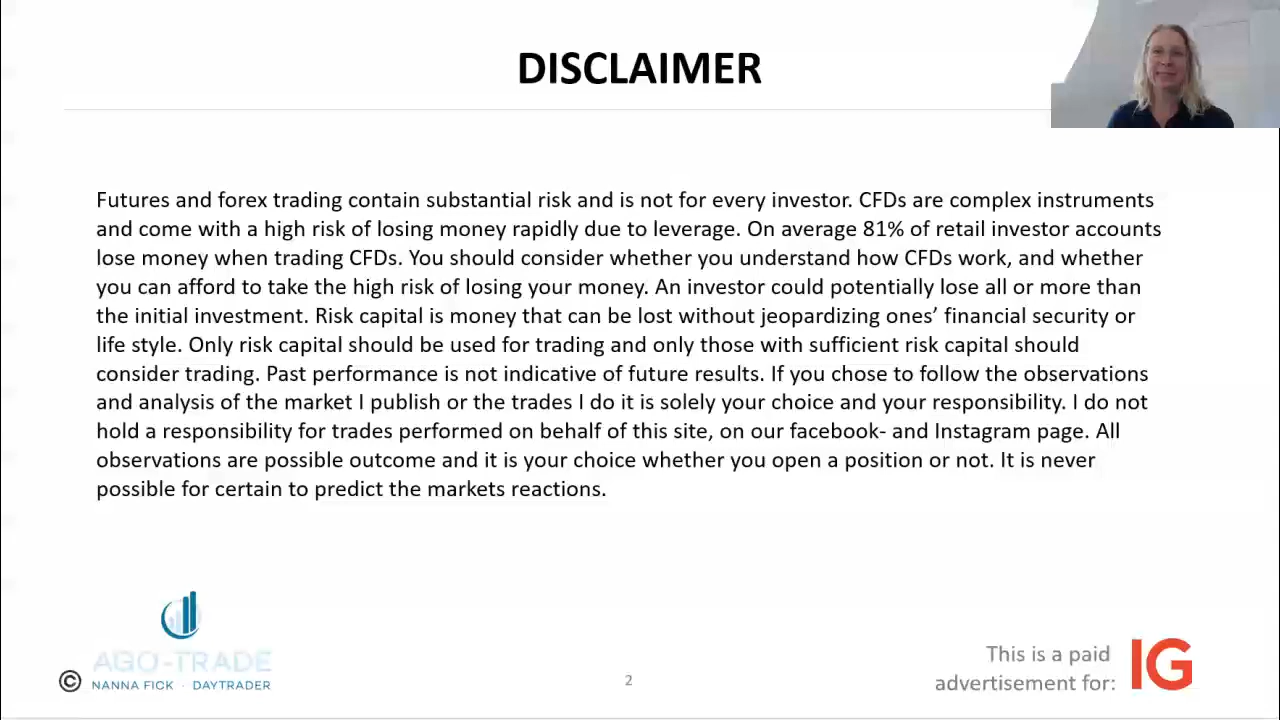 DISCLAIMER
Futures and forex trading contain substantial risk and is not for every investor. CFDs are complex instruments
and come with a high risk of losing money rapidly due to leverage. On average 81% of retail investor accounts
lose money when trading CFDs. You should consider whether you understand how CFDs work, and whether
you can afford to take the high risk of losing your money. An investor could potentially lose all or more than
the initial investment. Risk capital is money that can be lost without jeopardizing ones’ financial security or
life style. Only risk capital should be used for trading and only those with sufficient risk capital should
consider trading. Past performance is not indicative of future results. If you chose to follow the observations
and analysis of the market I publish or the trades I do it is solely your choice and your responsibility. I do not
hold a responsibility for trades performed on behalf of this site, on our facebook- and Instagram page. All
observations are possible outcome and it is your choice whether you open a position or not. It is never
possible for certain to predict the markets reactions.
AGO-TRADE
© NANNA FICK · DAYTRADER
2
This is a paid
advertisement for:
IG